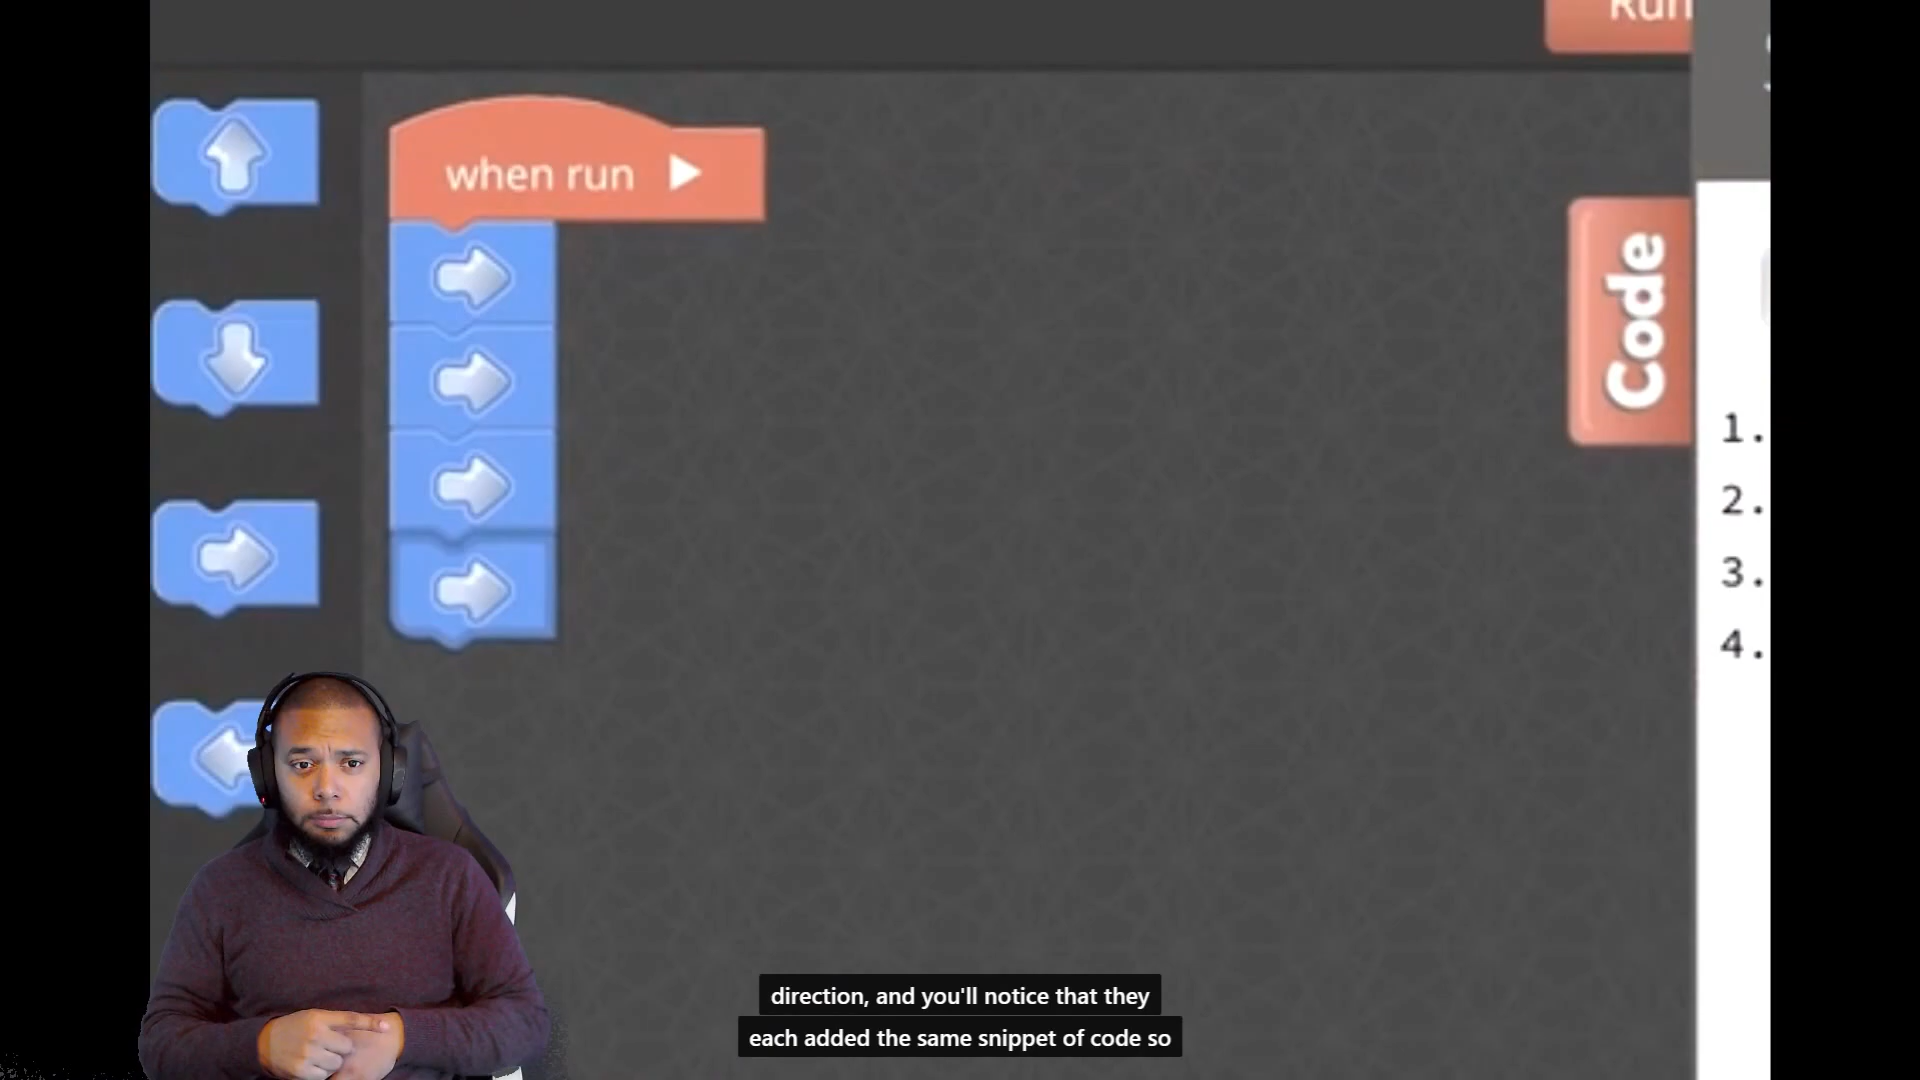 Run
when run
Code
1.
2.
3.
4.
direction, and you'll notice that they
each added the same snippet of code so